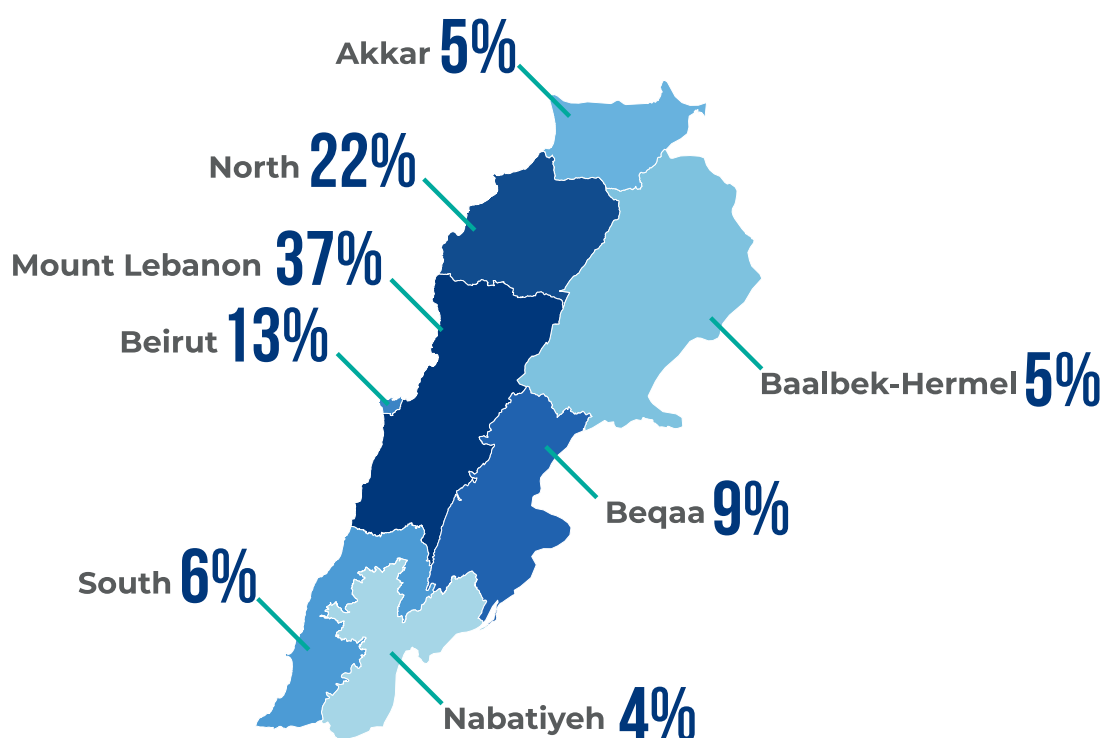 Akkar 5%
North 22%
Mount Lebanon 37%
Beirut 13%
Baalbek-Hermel 5%
Beqaa 9%
South 6%
Nabatiyeh 4%